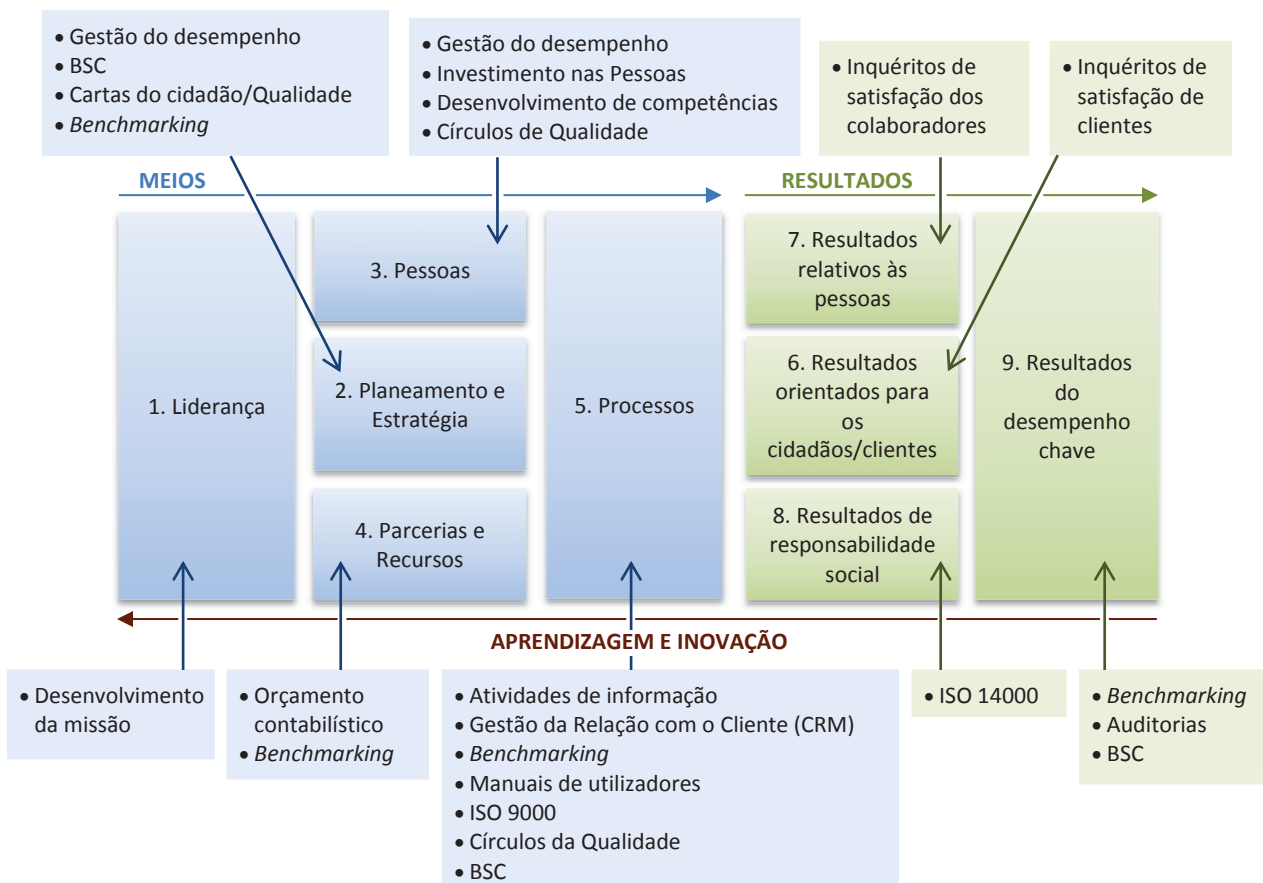 • Gestão do desempenho
• BSC
• Cartas do cidadão/Qualidade
• Benchmarking
• Gestão do desempenho
• Investimento nas Pessoas
• Desenvolvimento de competências
• Círculos de Qualidade
• Inquéritos de
satisfação dos
colaboradores
• Inquéritos de
satisfação de
clientes
MEIOS
RESULTADOS
1. Liderança
3. Pessoas
2. Planeamento e
Estratégia
4. Parcerias e
Recursos
5. Processos
7. Resultados
relativos às
pessoas
6. Resultados
orientados para
os
cidadãos/clientes
8. Resultados de
responsabilidade
social
9. Resultados
do
desempenho
chave
APRENDIZAGEM E INOVAÇÃO
• Desenvolvimento
da missão
• Orçamento
contabilístico
• Benchmarking
• Atividades de informação
• Gestão da Relação com o Cliente (CRM)
• Benchmarking
• Manuais de utilizadores
• ISO 9000
• Círculos da Qualidade
• BSC
• ISO 14000
• Benchmarking
• Auditorias
• BSC